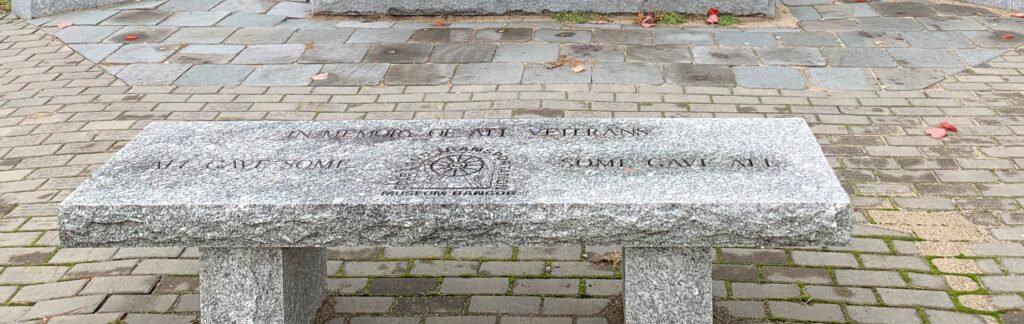 IN MEMORY OF ALL VETERANS
ALL GAVE SOME
SOME GAVE ALL
MUSEUM BANGOR